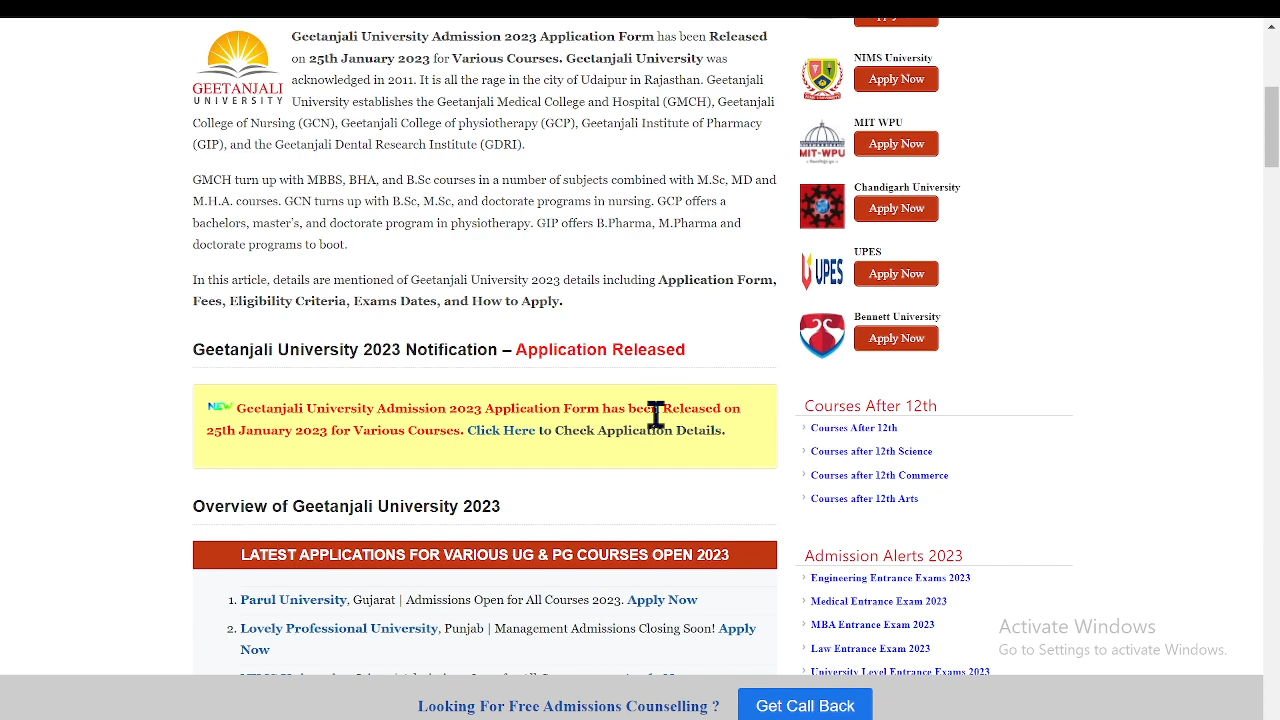 Geetanjali University Admission 2023 Application Form has been Released
on 25th January 2023 for Various Courses. Geetanjali University was
acknowledged in 2011. It is all the rage in the city of Udaipur in Rajasthan. Geetanjali
University establishes the Geetanjali Medical College and Hospital (GMCH), Geetanjali
College of Nursing (GCN), Geetanjali College of physiotherapy (GCP), Geetanjali Institute of Pharmacy
(GIP), and the Geetanjali Dental Research Institute (GDRI).
GEETANJALI
UNIVERSITY
GMCH turn up with MBBS, BHA, and B.Sc courses in a number of subjects combined with M.Sc, MD and
M.H.A. courses. GCN turns up with B.Sc, M.Sc, and doctorate programs in nursing. GCP offers a
bachelors, master's, and doctorate program in physiotherapy. GIP offers B.Pharma, M.Pharma and
doctorate programs to boot.
In this article, details are mentioned of Geetanjali University 2023 details including Application Form,
Fees, Eligibility Criteria, Exams Dates, and How to Apply.
Geetanjali University 2023 Notification – Application Released
NEW Geetanjali University Admission 2023 Application Form has been Released on
25th January 2023 for Various Courses. Click Here to Check Application Details.
Overview of Geetanjali University 2023
LATEST APPLICATIONS FOR VARIOUS UG & PG COURSES OPEN 2023
1. Parul University, Gujarat | Admissions Open for All Courses 2023. Apply Now
2. Lovely Professional University, Punjab | Management Admissions Closing Soon! Apply
Now
NIMS University
Apply Now
MIT WPU
MIT-WPU
Apply Now
Chandigarh University
Apply Now
UPES
UPES
Apply Now
Bennett University
Apply Now
Courses After 12th
Courses After 12th
Courses after 12th Science
Courses after 12th Commerce
Courses after 12th Arts
Admission Alerts 2023
Engineering Entrance Exams 2023
Medical Entrance Exam 2023
MBA Entrance Exam 2023
Law Entrance Exam 2023
University Level Entrance Exams 2023
Activate Windows
Go to Settings to activate Windows.
Looking For Free Admissions Counselling ?
Get Call Back